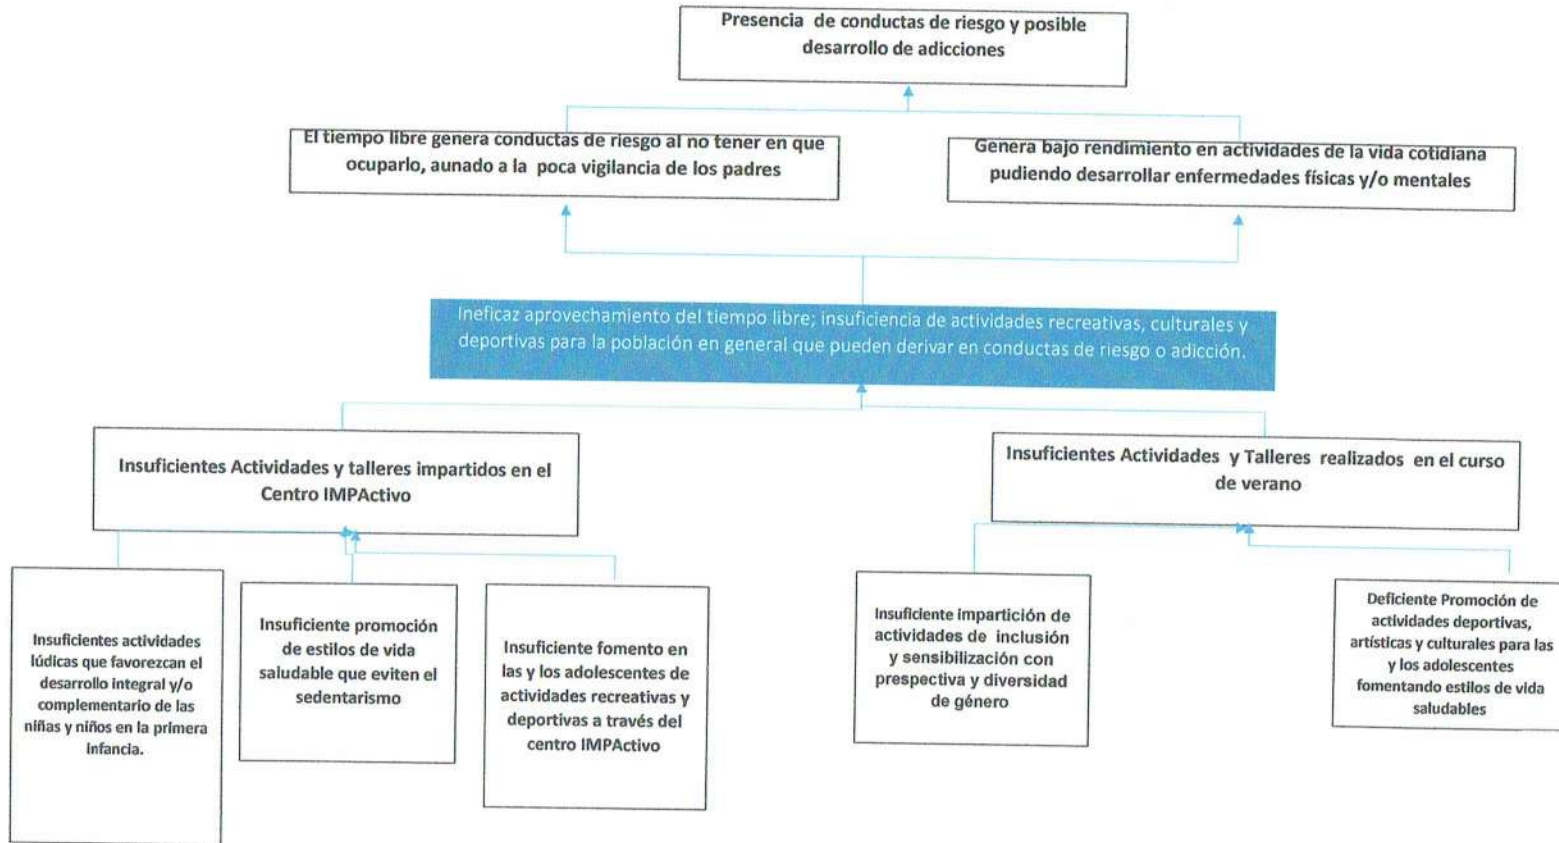 Presencia de conductas de riesgo y posible
desarrollo de adicciones
El tiempo libre genera conductas de riesgo al no tener en que
ocuparlo, aunado a la poca vigilancia de los padres
Genera bajo rendimiento en actividades de la vida cotidiana
pudiendo desarrollar enfermedades físicas y/o mentales
Ineficaz aprovechamiento del tiempo libre; insuficiencia de actividades recreativas, culturales y
deportivas para la población en general que pueden derivar en conductas de riesgo o adicción.
Insuficientes Actividades y talleres impartidos en el
Centro IMPActivo
Insuficientes Actividades y Talleres realizados en el curso
de verano
Insuficientes actividades
lúdicas que favorezcan el
desarrollo integral y/o
complementario de las
niñas y niños en la primera
infancia.
Insuficiente promoción
de estilos de vida
saludable que eviten el
sedentarismo
Insuficiente fomento en
las y los adolescentes de
actividades recreativas y
deportivas a través del
centro IMPActivo
Insuficiente impartición de
actividades de inclusión
y sensibilización con
prespectiva y diversidad
de género
Deficiente Promoción de
actividades deportivas,
artísticas y culturales para las
y los adolescentes
fomentando estilos de vida
saludables